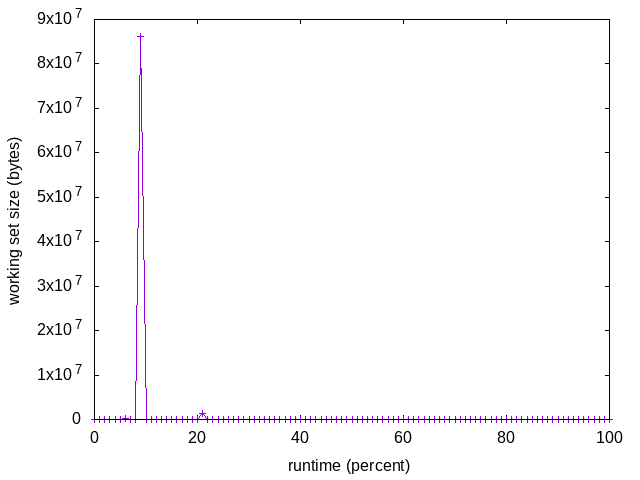 9x10^7
8x10^7
7x10^7
6x10^7
5x10^7
4x10^7
3x10^7
2x10^7
1x10^7
0
working set size (bytes)
0 20 40 60 80 100
runtime (percent)